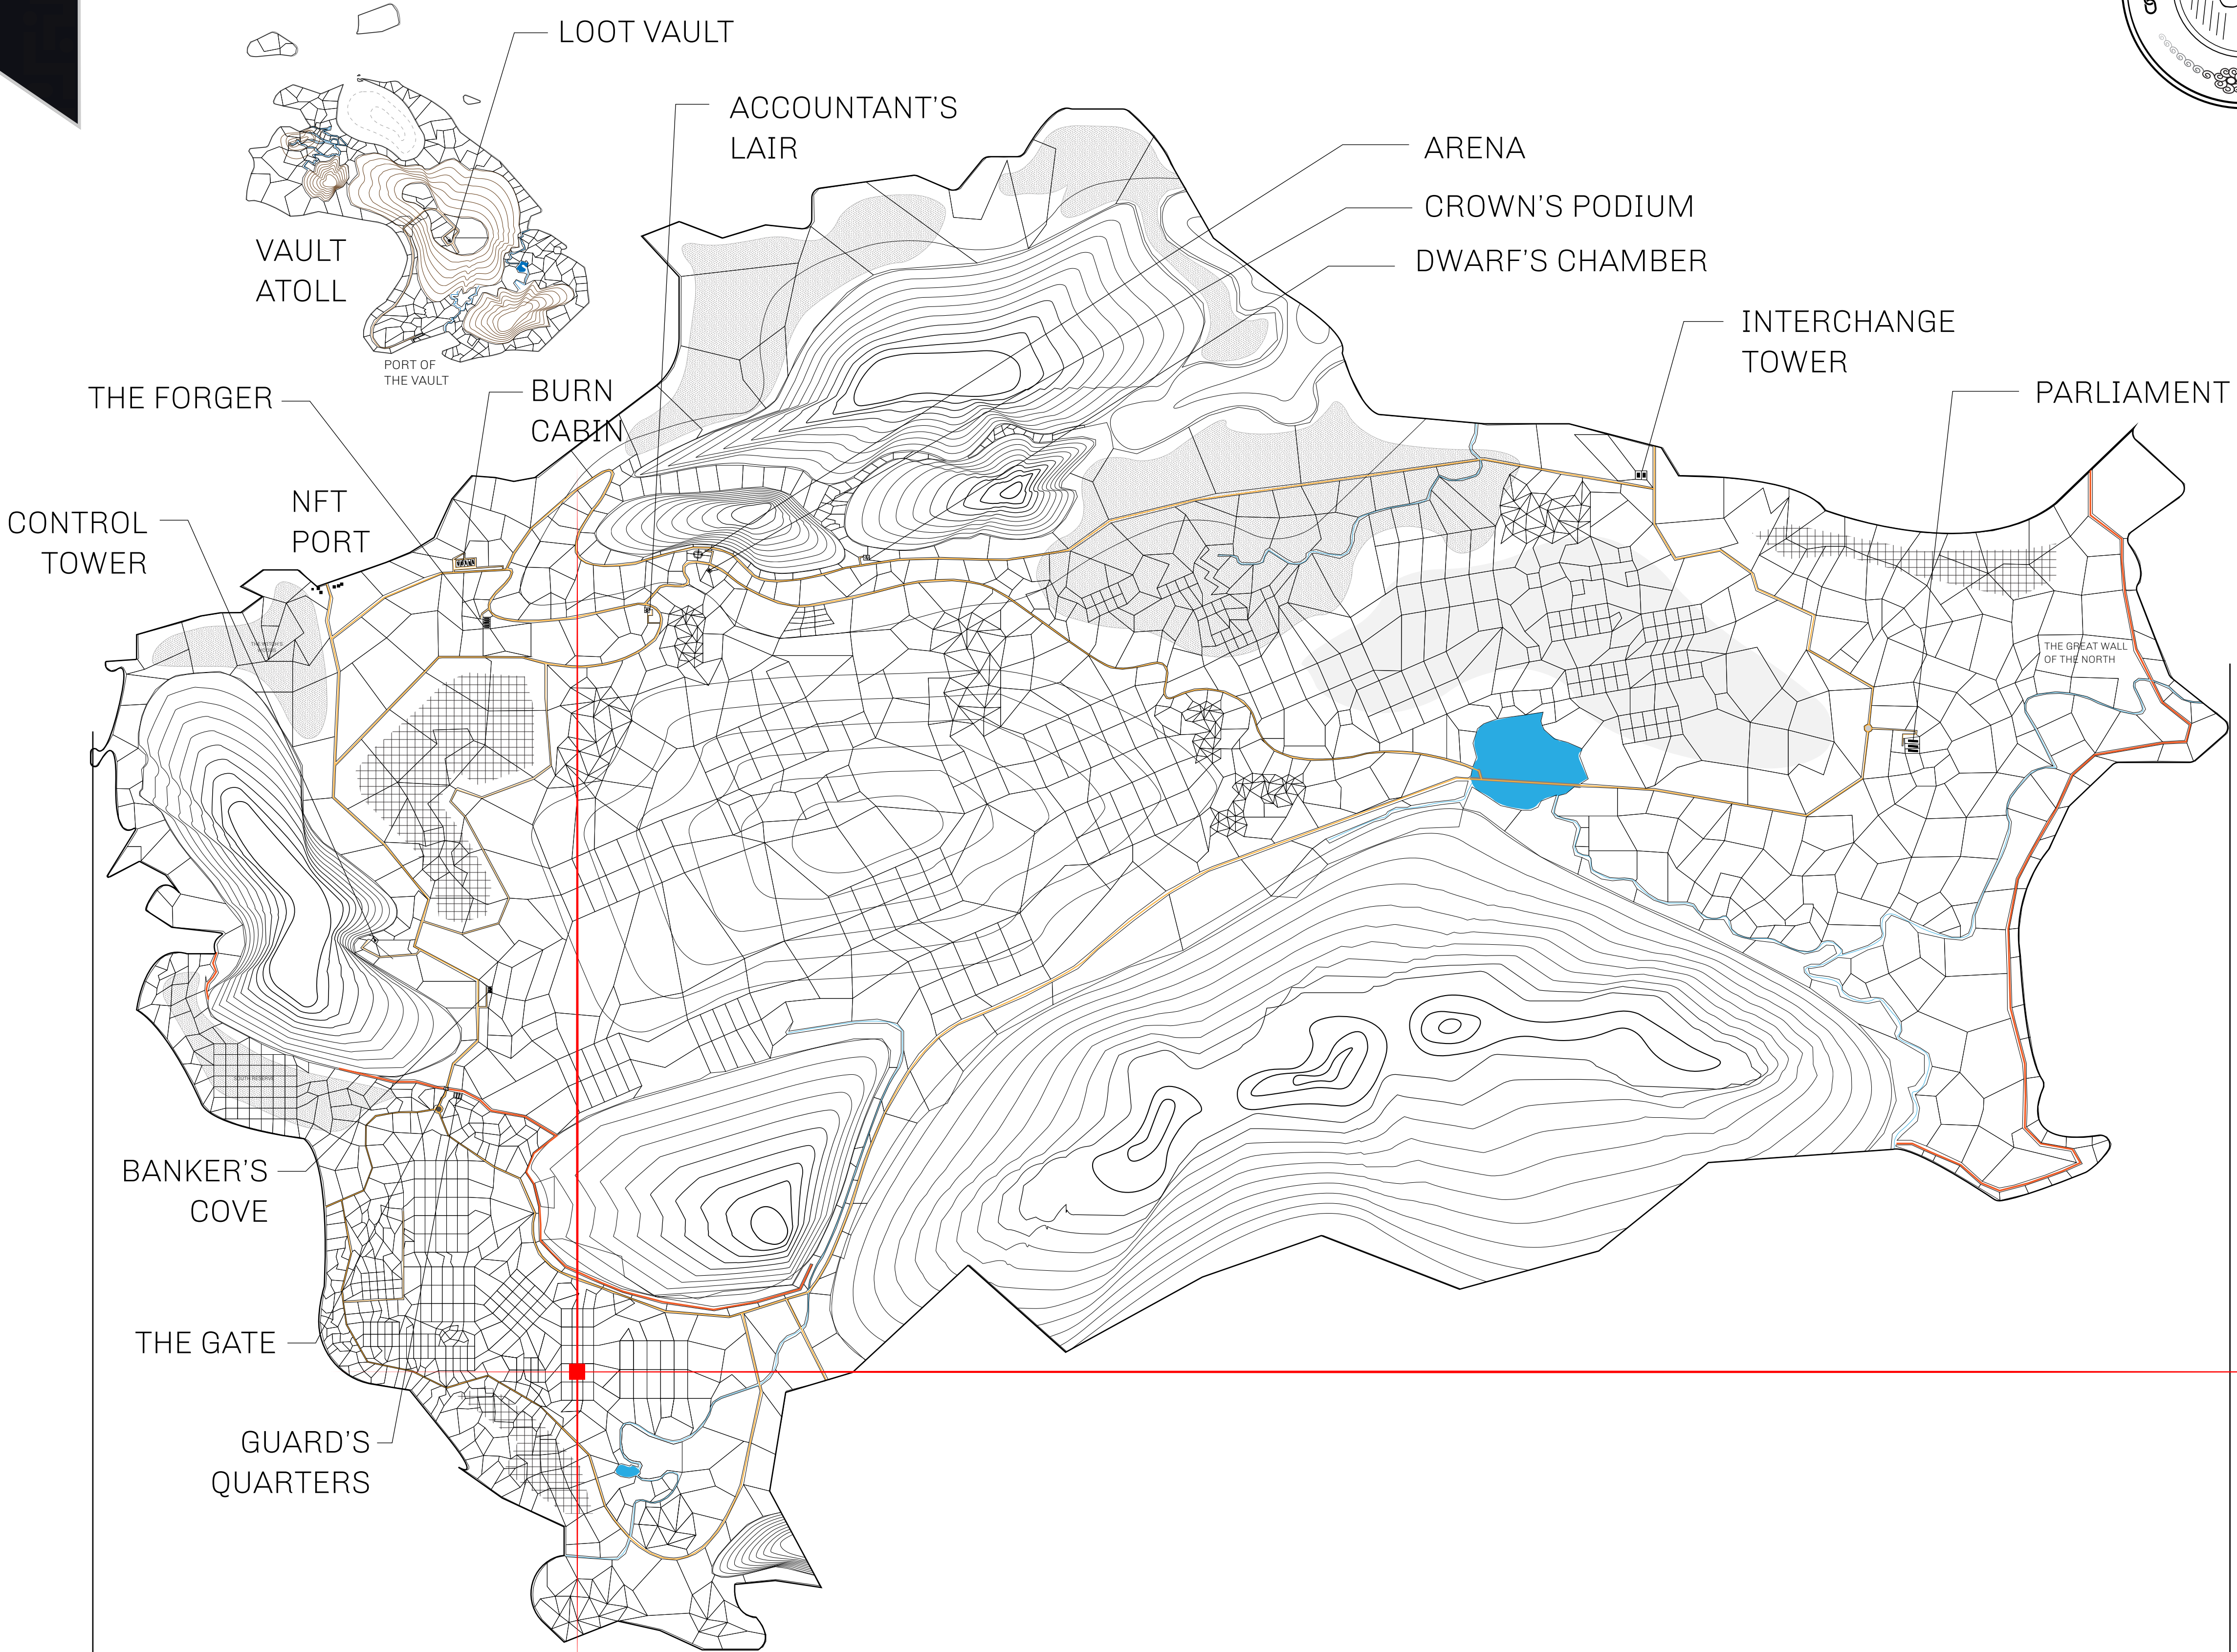 LOOT VAULT
ACCOUNTANT'S
LAIR
ARENA
CROWN'S PODIUM
DWARF'S CHAMBER
VAULT
ATOLL
INTERCHANGE
TOWER
PORT OF
THE VAULT
THE FORGER
BURN
CABIN
PARLIAMENT
NFT
PORT
CONTROL
TOWER
THE GREAT WALL
OF THE NORTH
SOUTH RESERVE
BANKER'S
COVE
THE GATE
GUARD'S
QUARTERS